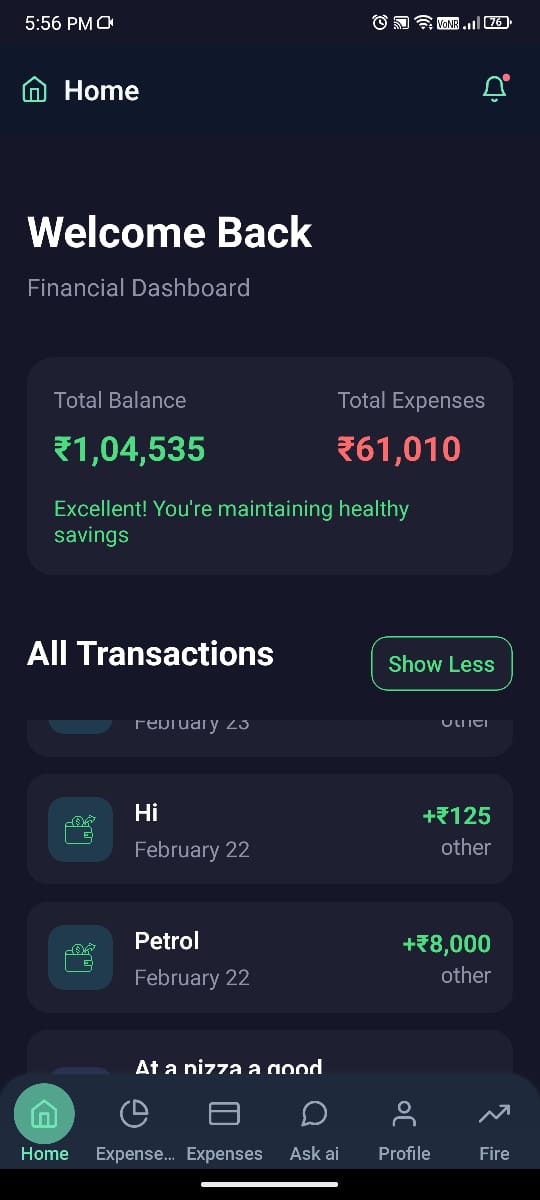 5:56 PM
VoNR
76
Home
Welcome Back
Financial Dashboard
Total Balance
Total Expenses
₹1,04,535
₹61,010
Excellent! You're maintaining healthy
savings
All Transactions
Show Less
February 23
other
Hi
+₹125
February 22
other
Petrol
+₹8,000
February 22
other
At a pizza a good
Home
Expense...
Expenses
Ask ai
Profile
Fire